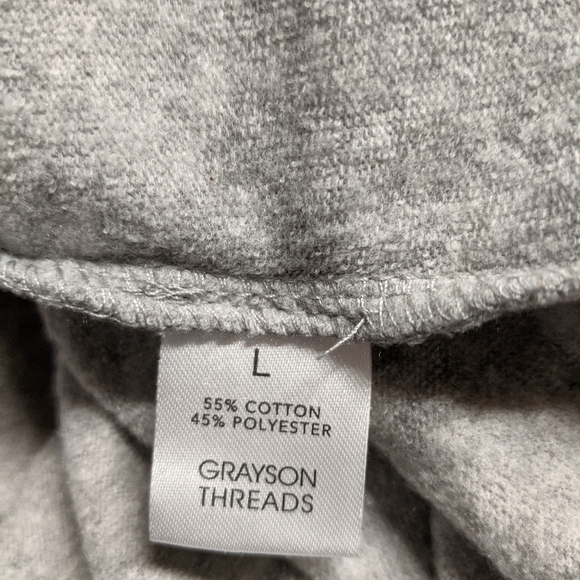 L
55% COTTON
45% POLYESTER
GRAYSON
THREADS